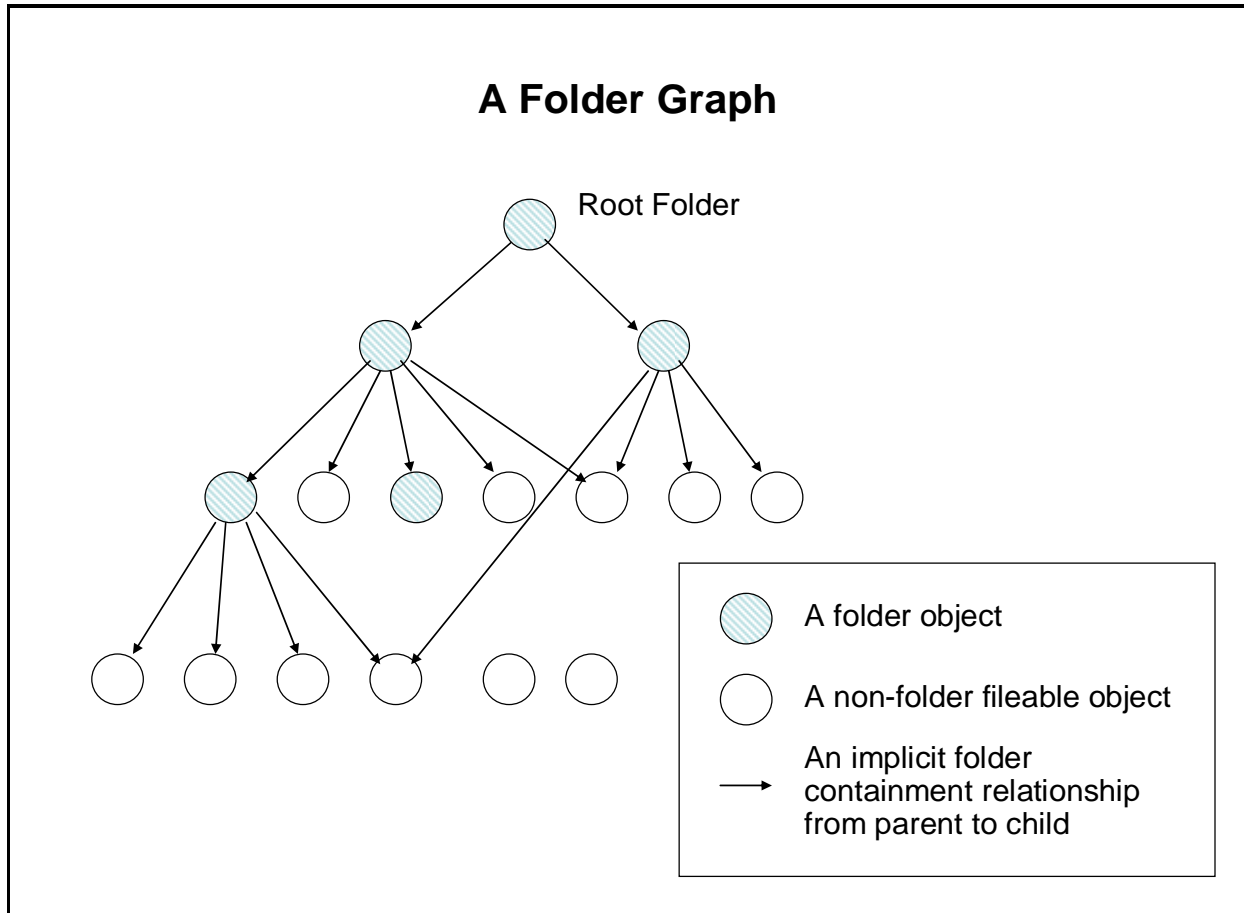 A Folder Graph
Root Folder
A folder object
A non-folder fileable object
An implicit folder
containment relationship
from parent to child